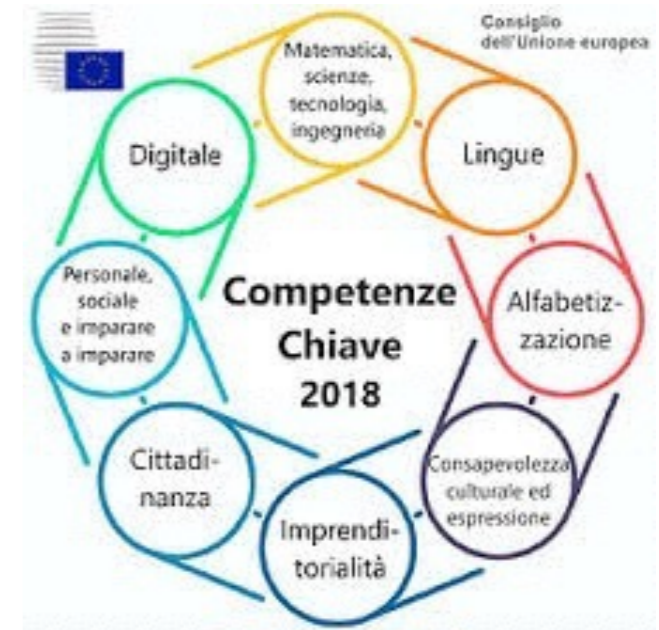 Consiglio
dell'Unione europea
Matematica,
scienze,
tecnologia,
ingegneria
Digitale
Lingue
Personale,
sociale
e imparare
a imparare
Competenze
Chiave
2018
Alfabetiz-
zazione
Cittadi-
nanza
Consapevolezza
culturale ed
espressione
Imprendi-
torialità